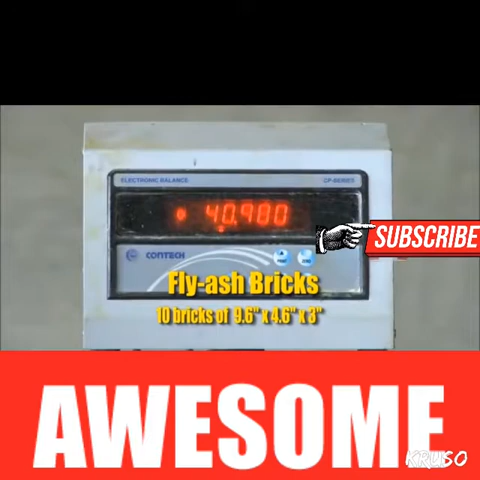 ELECTRONIC BALANCE CP-SERIES
40.980
CONTECH
SUBSCRIBE
Fly-ash Bricks
10 bricks of 9.6" x 4.6" x 3"
AWESOME
KRUSO